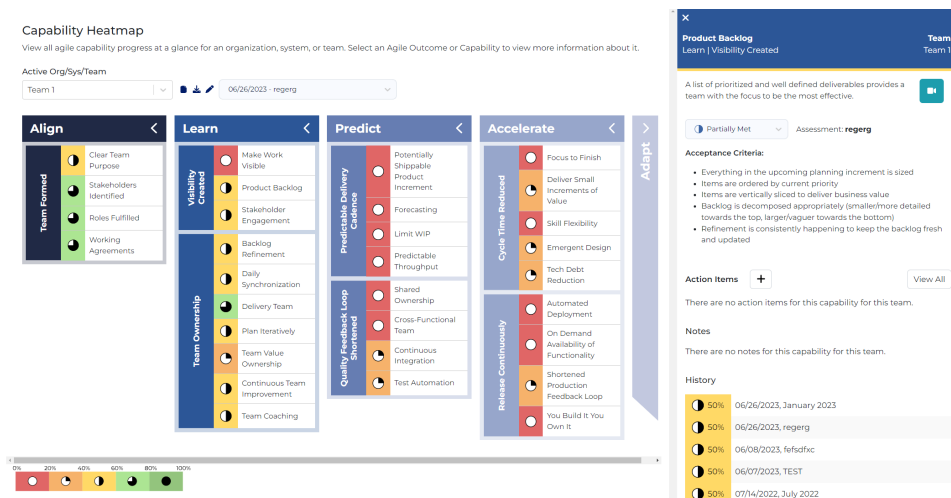 Capability Heatmap
View all agile capability progress at a glance for an organization, system, or team. Select an Agile Outcome or Capability to view more information about it.
Active Org/Sys/Team
Team 1
06/26/2023 - regerg
Align
Team Formed
Clear Team
Purpose
Stakeholders
Identified
Roles Fulfilled
Working
Agreements
Learn
Visibility
Created
Make Work
Visible
Product Backlog
Stakeholder
Engagement
Team Ownership
Backlog
Refinement
Daily
Synchronization
Delivery Team
Plan Iteratively
Team Value
Ownership
Continuous Team
Improvement
Team Coaching
Predict
Predictable Delivery
Cadence
Potentially
Shippable
Product
Increment
Forecasting
Limit WIP
Predictable
Throughput
Quality Feedback Loop
Shortened
Shared
Ownership
Cross-Functional
Team
Continuous
Integration
Test Automation
Accelerate
Cycle Time Reduced
Focus to Finish
Deliver Small
Increments of
Value
Skill Flexibility
Emergent Design
Tech Debt
Reduction
Release Continuously
Automated
Deployment
On Demand
Availability of
Functionality
Shortened
Production
Feedback Loop
You Build It You
Own It
Adapt
0% 20% 40% 60% 80% 100%
Product Backlog
Team
Learn | Visibility Created
Team 1
A list of prioritized and well defined deliverables provides a
team with the focus to be the most effective.
Partially Met
Assessment: regerg
Acceptance Criteria:
• Everything in the upcoming planning increment is sized
• Items are ordered by current priority
• Items are vertically sliced to deliver business value
• Backlog is decomposed appropriately (smaller/more detailed
towards the top, larger/vaguer towards the bottom)
• Refinement is consistently happening to keep the backlog fresh
and updated
Action Items
+
View All
There are no action items for this capability for this team.
Notes
There are no notes for this capability for this team.
History
50% 06/26/2023, January 2023
50% 06/26/2023, regerg
50% 06/08/2023, fefsdfxc
50% 06/07/2023, TEST
50% 07/14/2022, July 2022